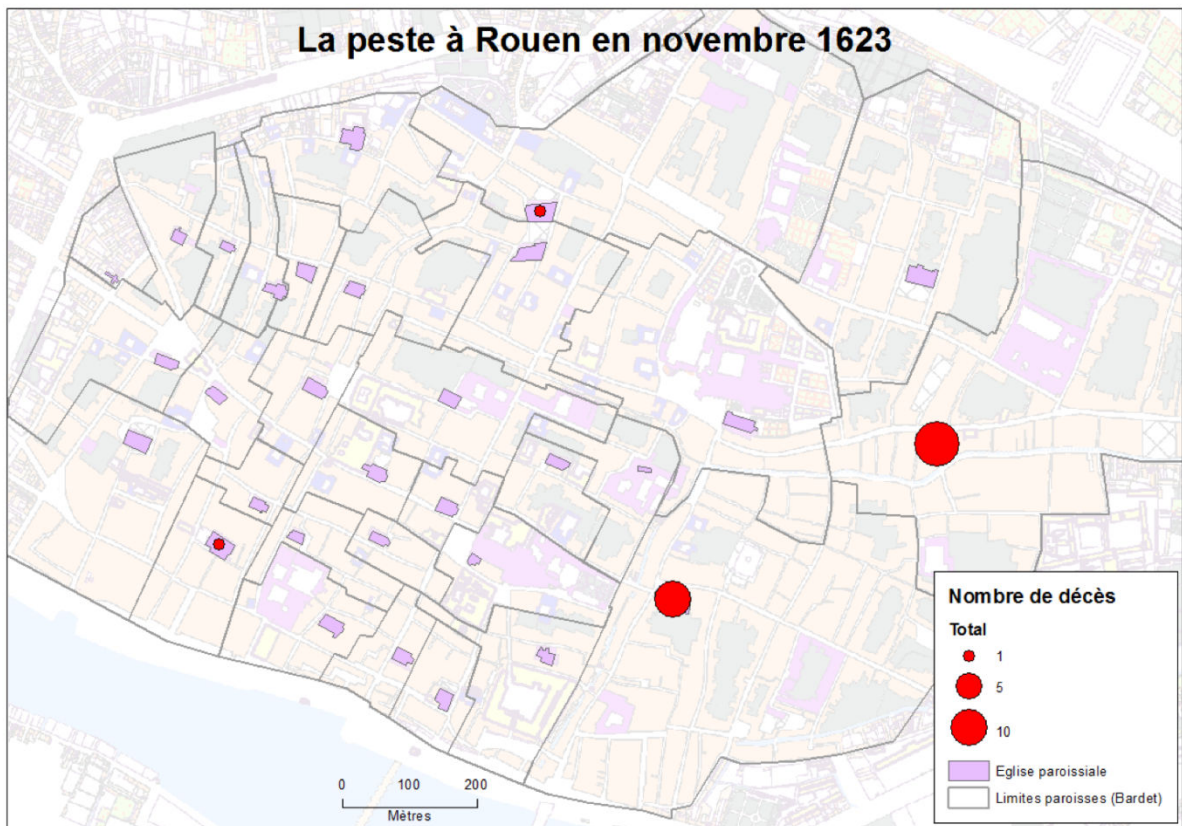 La peste à Rouen en novembre 1623
Nombre de décès
Total
1
5
10
Eglise paroissiale
Limites paroisses (Bardet)
0 100 200
Mètres